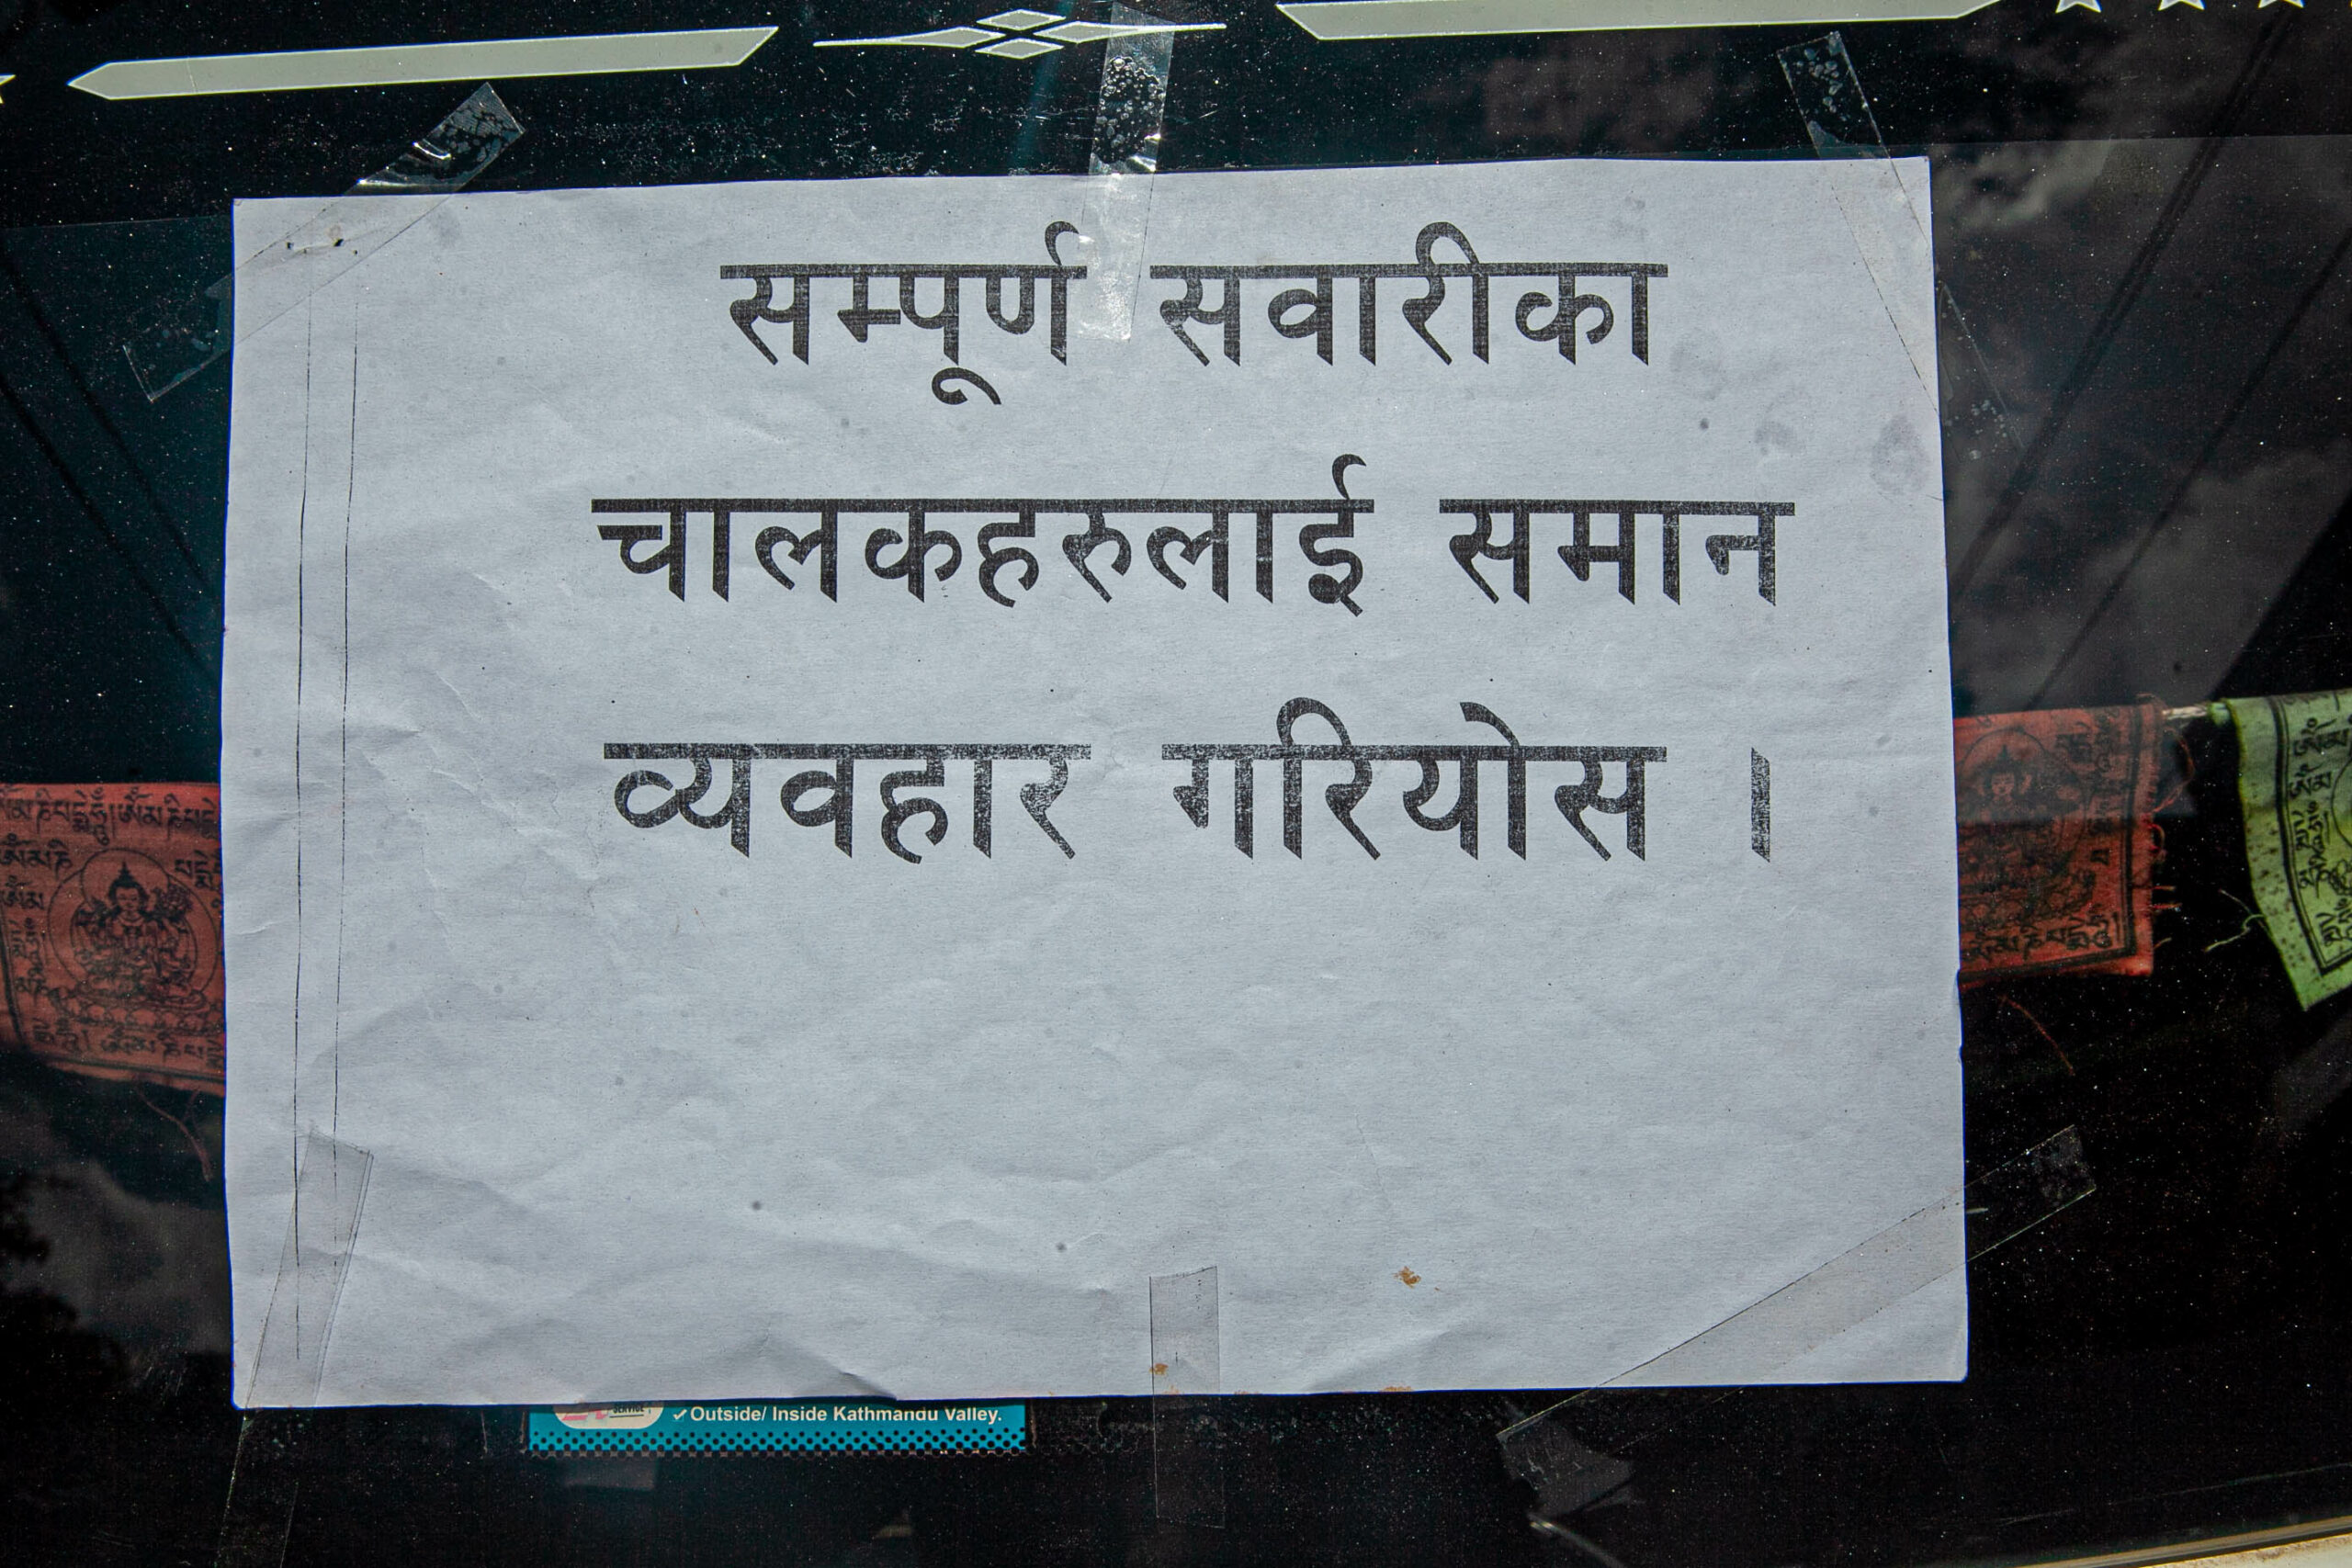 सम्पूर्ण सवारीका
चालकहरुलाई समान
व्यवहार गरियोस ।
✓Outside/ Inside Kathmandu Valley.